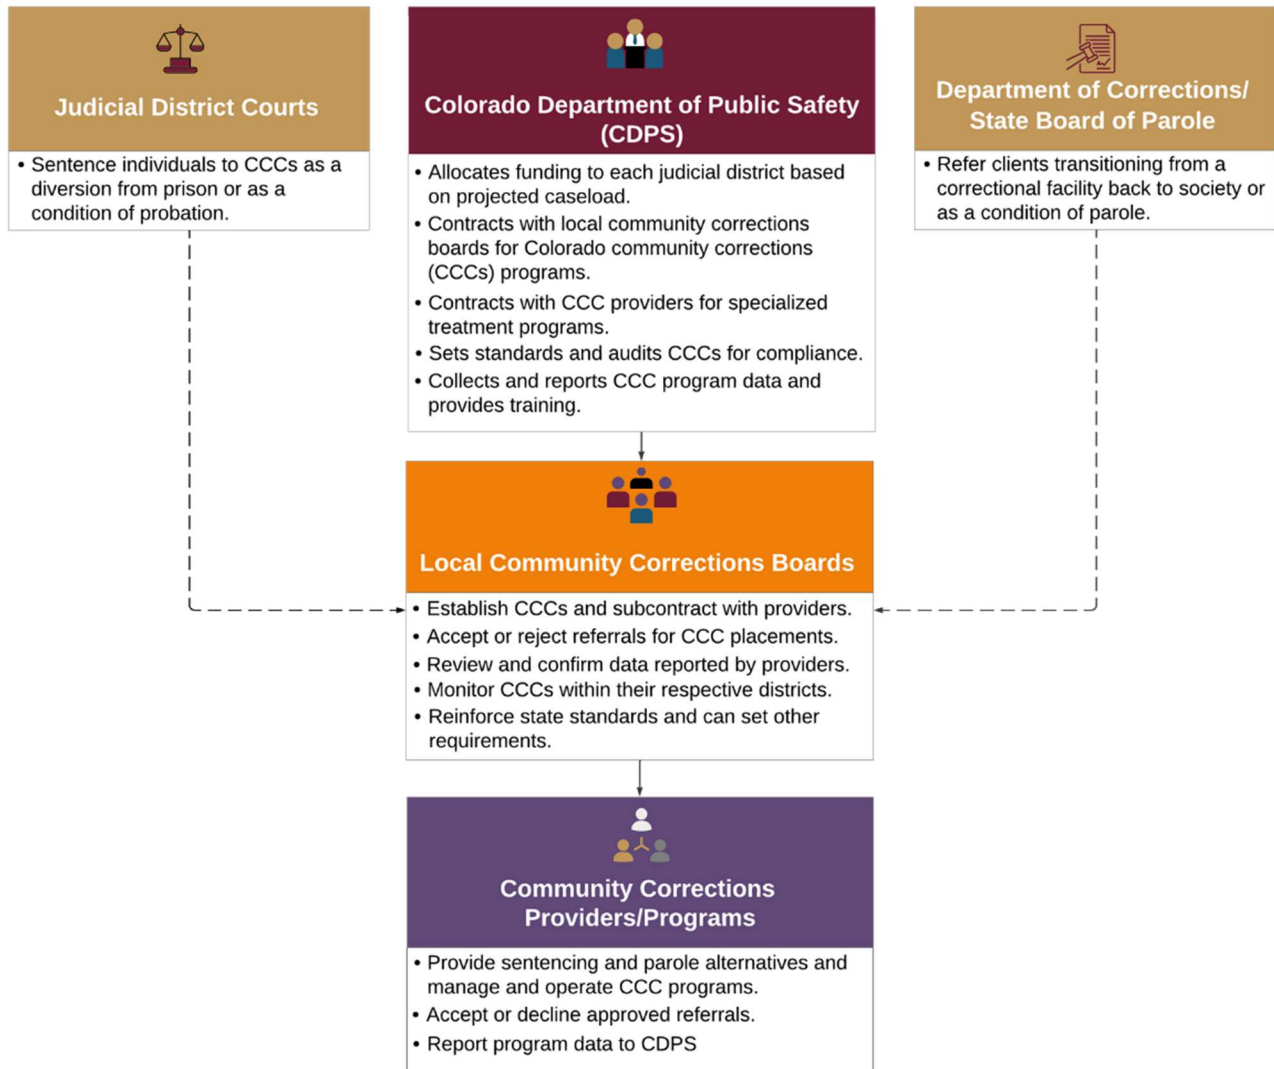 Judicial District Courts
• Sentence individuals to CCCs as a
diversion from prison or as a
condition of probation.
Colorado Department of Public Safety
(CDPS)
• Allocates funding to each judicial district based
on projected caseload.
• Contracts with local community corrections
boards for Colorado community corrections
(CCCs) programs.
• Contracts with CCC providers for specialized
treatment programs.
• Sets standards and audits CCCs for compliance.
• Collects and reports CCC program data and
provides training.
Department of Corrections/
State Board of Parole
• Refer clients transitioning from a
correctional facility back to society or
as a condition of parole.
Local Community Corrections Boards
• Establish CCCs and subcontract with providers.
• Accept or reject referrals for CCC placements.
• Review and confirm data reported by providers.
• Monitor CCCs within their respective districts.
• Reinforce state standards and can set other
requirements.
Community Corrections
Providers/Programs
• Provide sentencing and parole alternatives and
manage and operate CCC programs.
• Accept or decline approved referrals.
• Report program data to CDPS